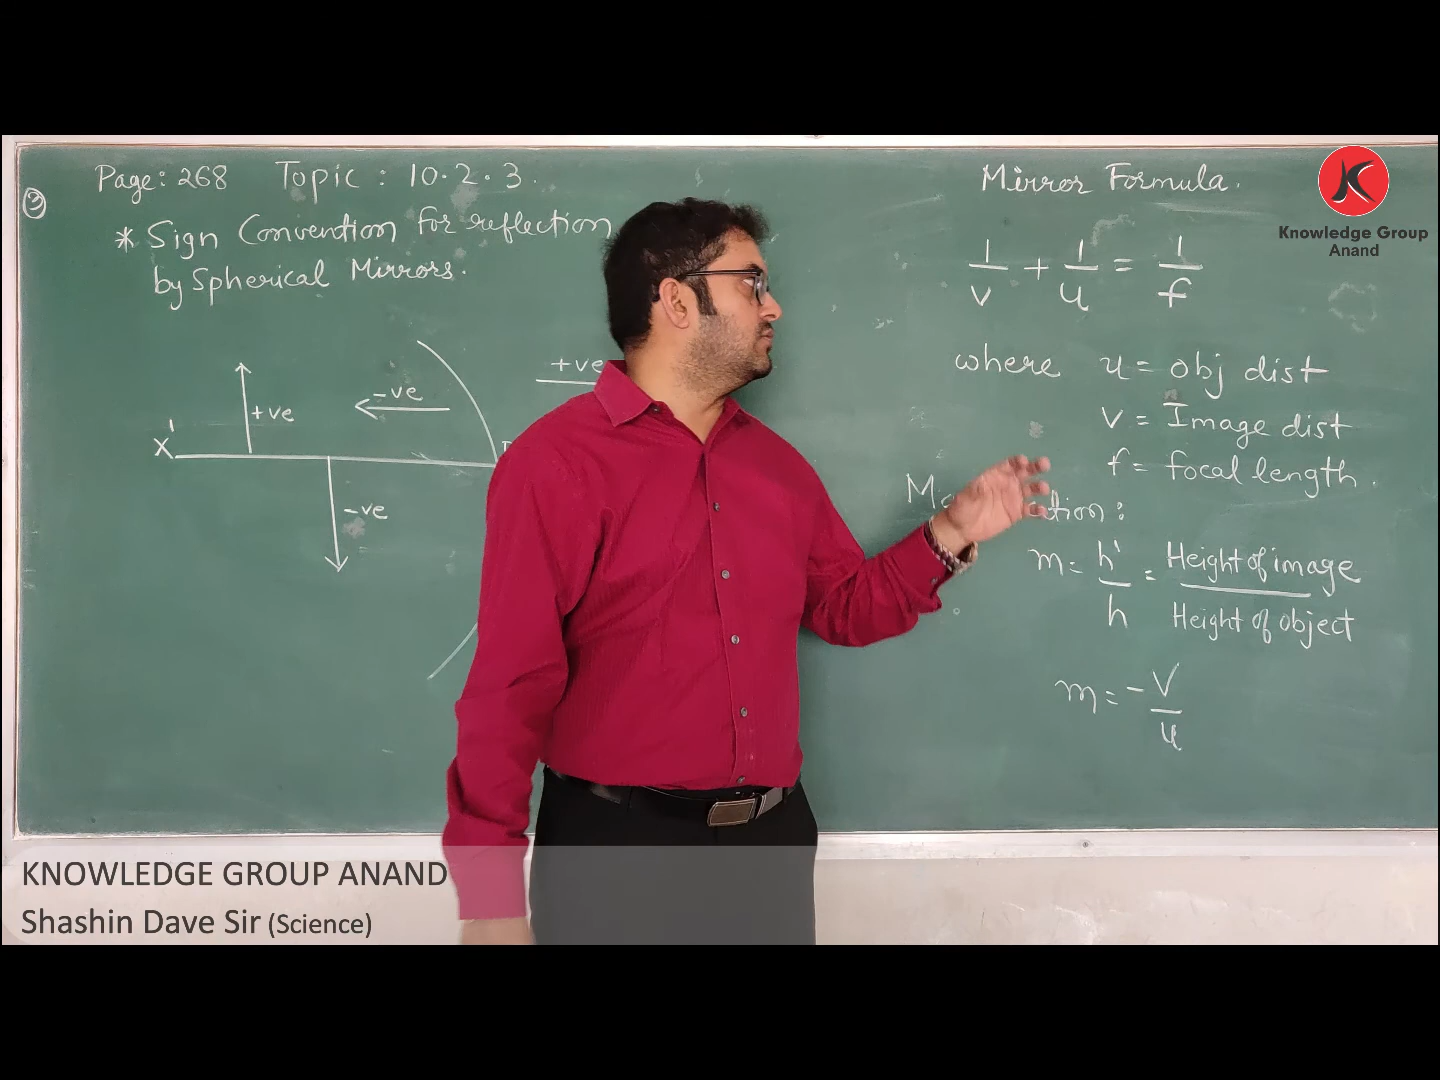 Page: 268 Topic : 10.2.3.
3
* Sign Convention for reflection
by Spherical Mirrors.
+ve
-ve
+ve
X'
-ve
Mirror Formula.
1/v + 1/u = 1/f
where u = obj dist
v = Image dist
f = focal length.
m = h'/h = Height of image / Height of object
m = -v/u
Knowledge Group
Anand
KNOWLEDGE GROUP ANAND
Shashin Dave Sir (Science)